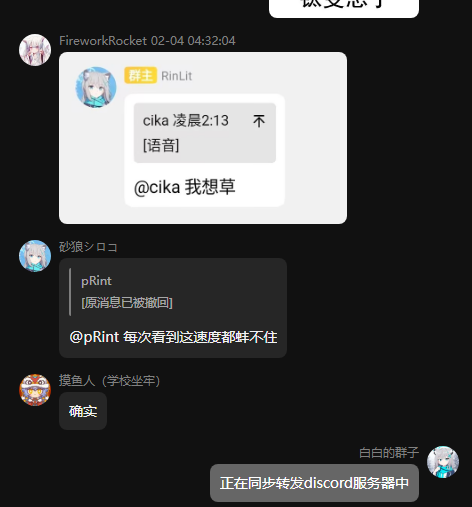 FireworkRocket 02-04 04:32:04
群主 RinLit
cika 凌晨2:13
[语音]
@cika 我想草
砂狼シロコ
pRint
[原消息已被撤回]
@pRint 每次看到这速度都蚌不住
摸鱼人（学校坐牢）
确实
白白的群子
正在同步转发discord服务器中